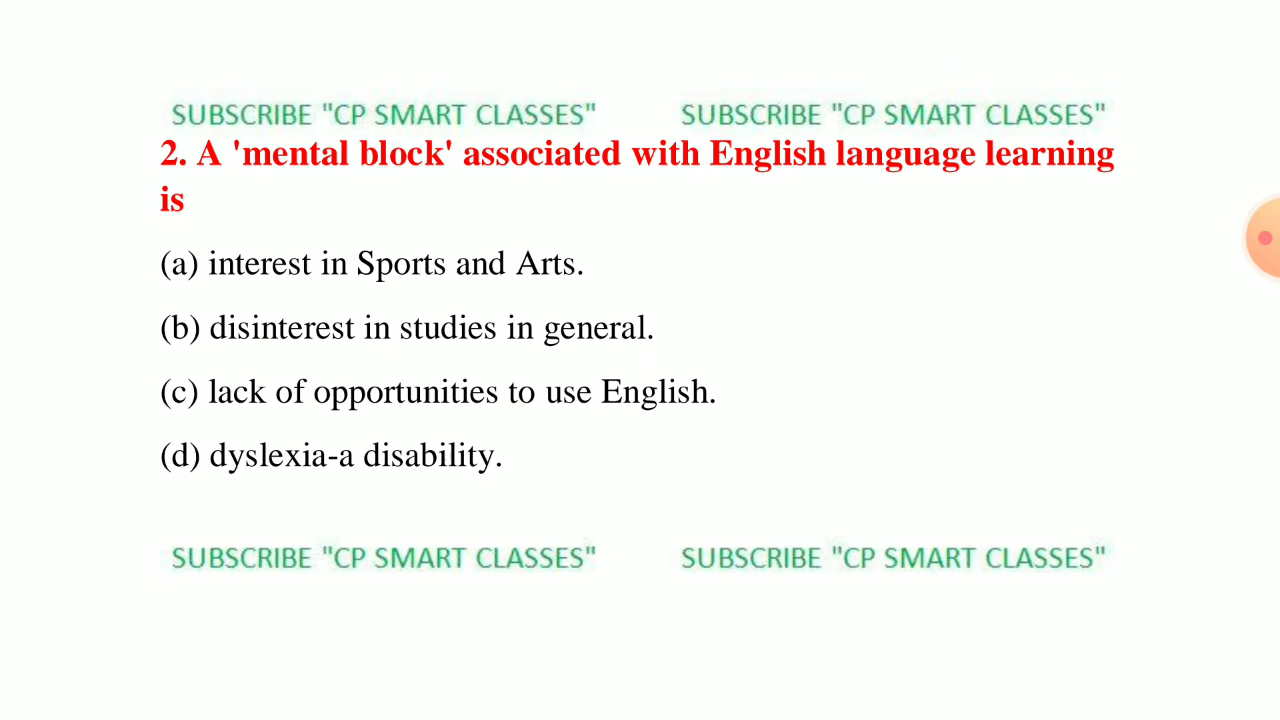 SUBSCRIBE "CP SMART CLASSES" SUBSCRIBE "CP SMART CLASSES"
2. A 'mental block' associated with English language learning
is
(a) interest in Sports and Arts.
(b) disinterest in studies in general.
(c) lack of opportunities to use English.
(d) dyslexia-a disability.
SUBSCRIBE "CP SMART CLASSES" SUBSCRIBE "CP SMART CLASSES"